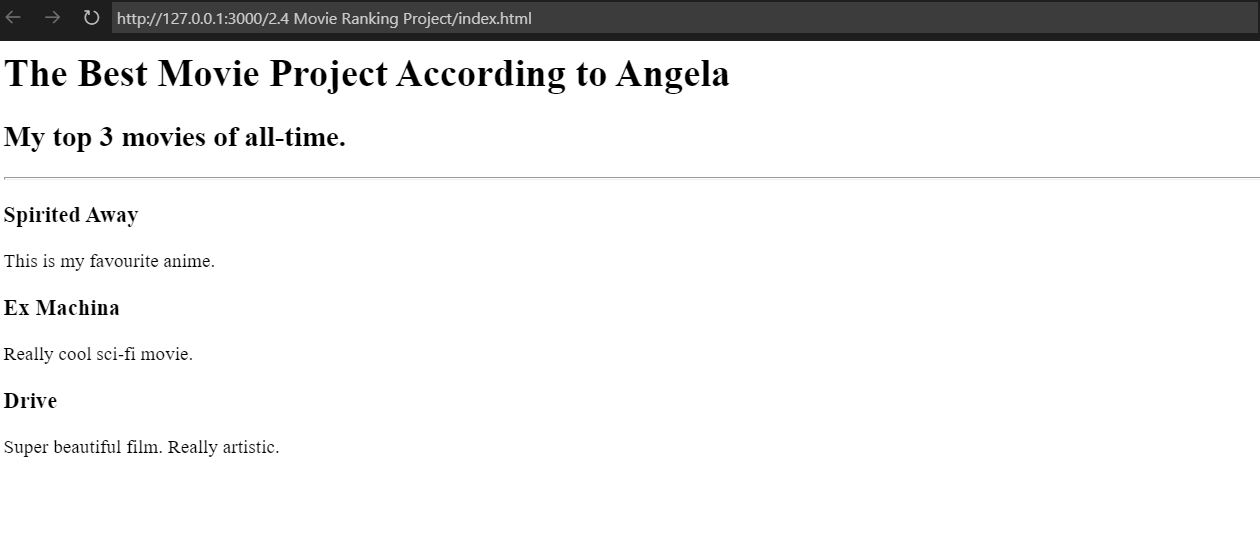 http://127.0.0.1:3000/2.4 Movie Ranking Project/index.html
The Best Movie Project According to Angela
My top 3 movies of all-time.
Spirited Away
This is my favourite anime.
Ex Machina
Really cool sci-fi movie.
Drive
Super beautiful film. Really artistic.